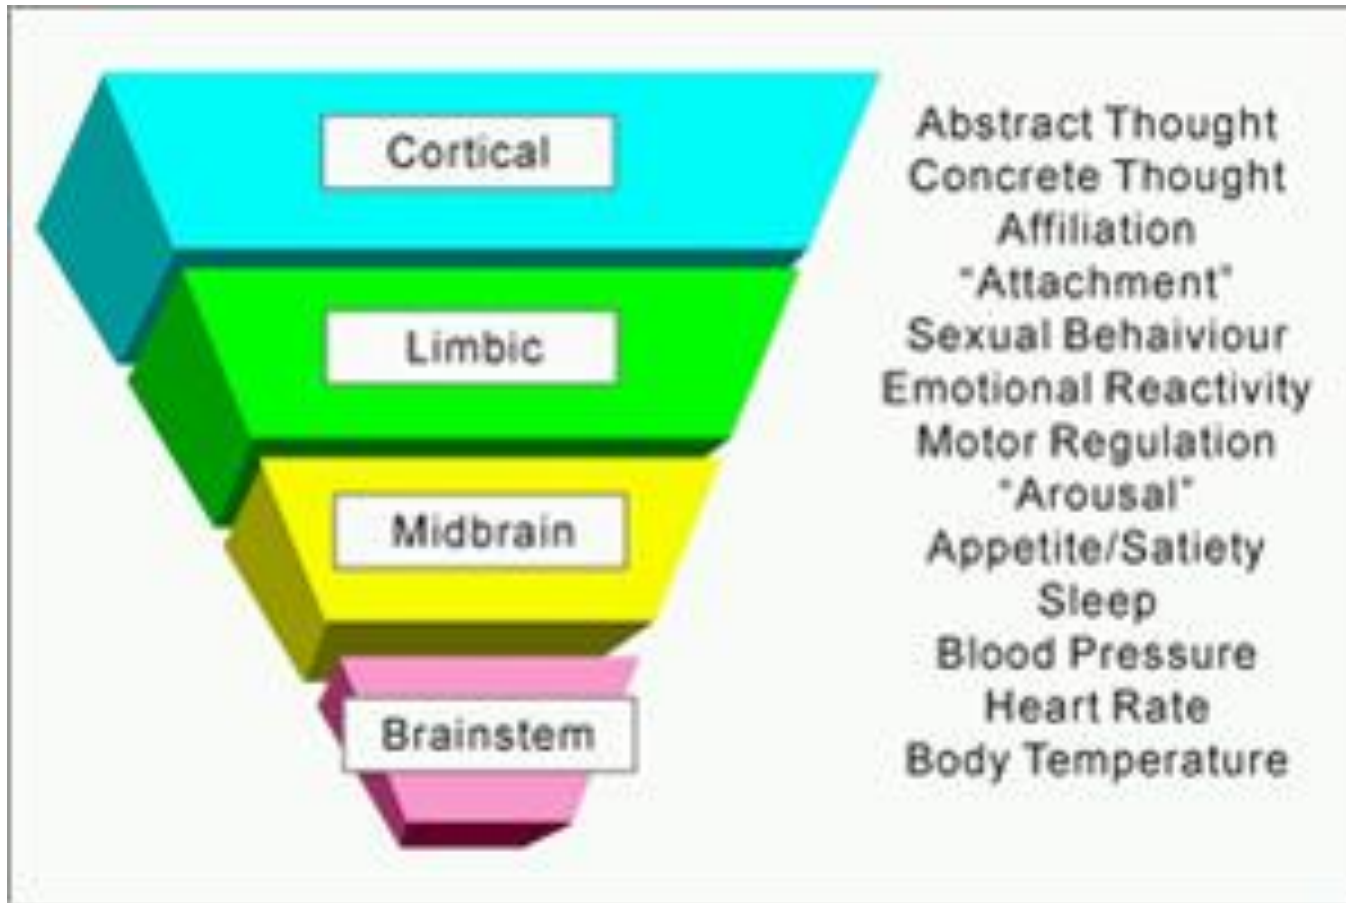 Cortical
Limbic
Midbrain
Brainstem
Abstract Thought
Concrete Thought
Affiliation
“Attachment”
Sexual Behaiviour
Emotional Reactivity
Motor Regulation
“Arousal”
Appetite/Satiety
Sleep
Blood Pressure
Heart Rate
Body Temperature